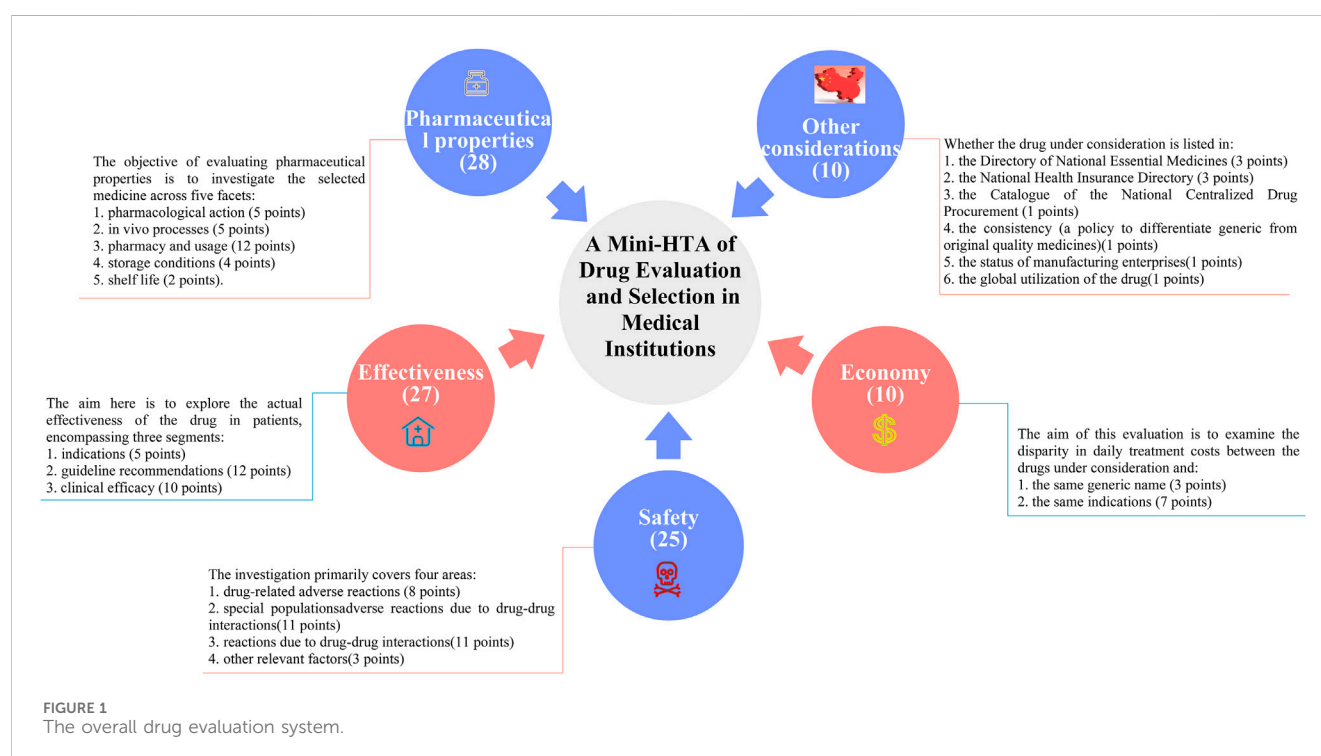 Pharmaceutica
l properties
(28)
Other
considerations
(10)
The objective of evaluating pharmaceutical
properties is to investigate the selected
medicine across five facets:
1. pharmacological action (5 points)
2. in vivo processes (5 points)
3. pharmacy and usage (12 points)
4. storage conditions (4 points)
5. shelf life (2 points).
Whether the drug under consideration is listed in:
1. the Directory of National Essential Medicines (3 points)
2. the National Health Insurance Directory (3 points)
3. the Catalogue of the National Centralized Drug
Procurement (1 points)
4. the consistency (a policy to differentiate generic from
original quality medicines)(1 points)
5. the status of manufacturing enterprises(1 points)
6. the global utilization of the drug(1 points)
A Mini-HTA of
Drug Evaluation
and Selection in
Medical
Institutions
Effectiveness
(27)
Economy
(10)
The aim here is to explore the actual
effectiveness of the drug in patients,
encompassing three segments:
1. indications (5 points)
2. guideline recommendations (12 points)
3. clinical efficacy (10 points)
The aim of this evaluation is to examine the
disparity in daily treatment costs between the
drugs under consideration and:
1. the same generic name (3 points)
2. the same indications (7 points)
Safety
(25)
The investigation primarily covers four areas:
1. drug-related adverse reactions (8 points)
2. special populationsadverse reactions due to drug-drug
interactions(11 points)
3. reactions due to drug-drug interactions(11 points)
4. other relevant factors(3 points)
FIGURE 1
The overall drug evaluation system.